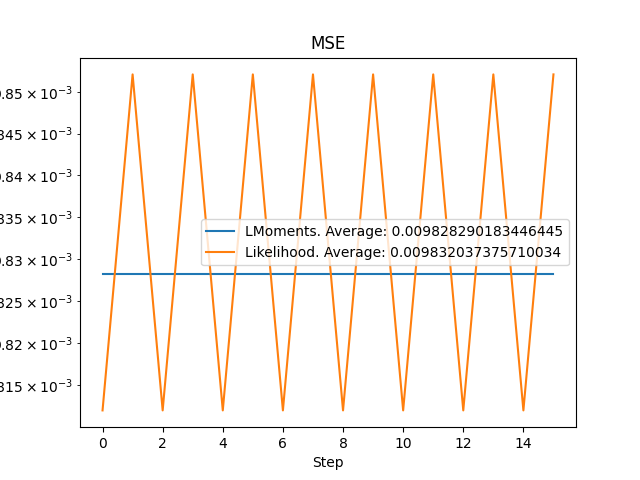 MSE
.85 × 10⁻³
845 × 10⁻³
.84 × 10⁻³
835 × 10⁻³
LMoments. Average: 0.009828290183446445
Likelihood. Average: 0.009832037375710034
.83 × 10⁻³
825 × 10⁻³
.82 × 10⁻³
815 × 10⁻³
0 2 4 6 8 10 12 14
Step